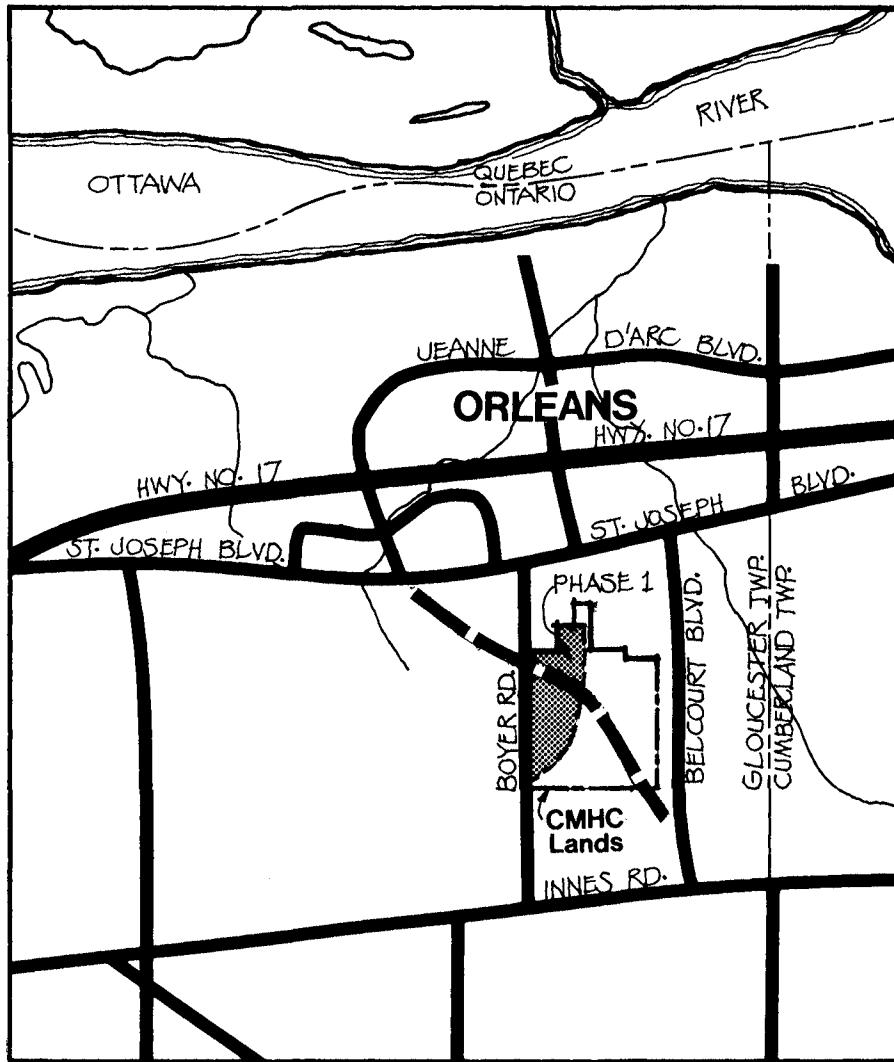 RIVER
OTTAWA
QUEBEC
ONTARIO
JEANNE D'ARC BLVD.
ORLEANS
HWY. NO. 17
HWY. NO. 17
ST. JOSEPH BLVD.
ST. JOSEPH BLVD.
PHASE 1
BOYER RD.
BELCOURT BLVD.
GLOUCESTER TWP.
CUMBERLAND TWP.
CMHC
Lands
INNES RD.